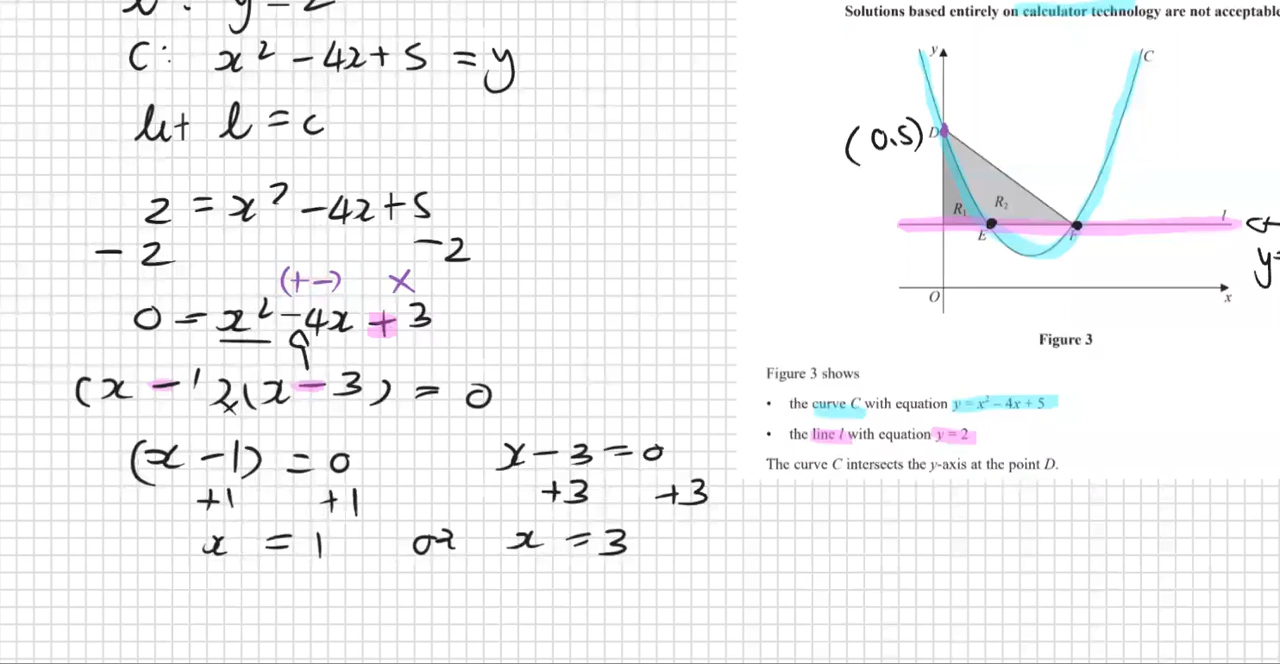 y = 2
C: x² - 4x + 5 = y
let l = c
2 = x² - 4x + 5
- 2 - 2
(+ -) ×
0 = x² - 4x + 3
(x - 1)(x - 3) = 0
(x - 1) = 0 x - 3 = 0
+1 +1 +3 +3
x = 1 or x = 3
Solutions based entirely on calculator technology are not acceptable
y C
(0,5) D
R₁ R₂ l
E F
y=
O x
Figure 3
Figure 3 shows
• the curve C with equation y = x² - 4x + 5
• the line l with equation y = 2
The curve C intersects the y-axis at the point D.